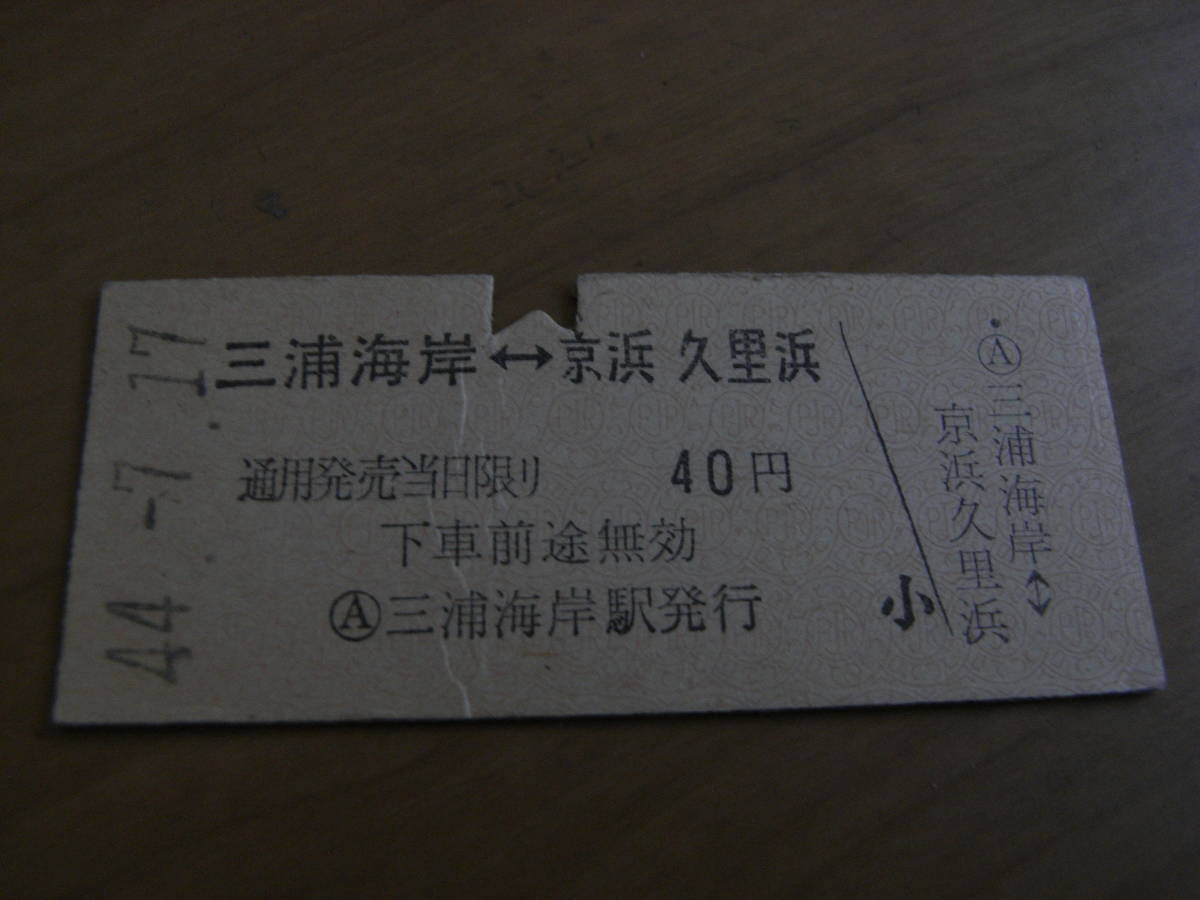 44.-7.17
三浦海岸↔京浜久里浜
通用発売当日限り 40円
下車前途無効
Ⓐ三浦海岸駅発行
小
Ⓐ三浦海岸↔
京浜久里浜